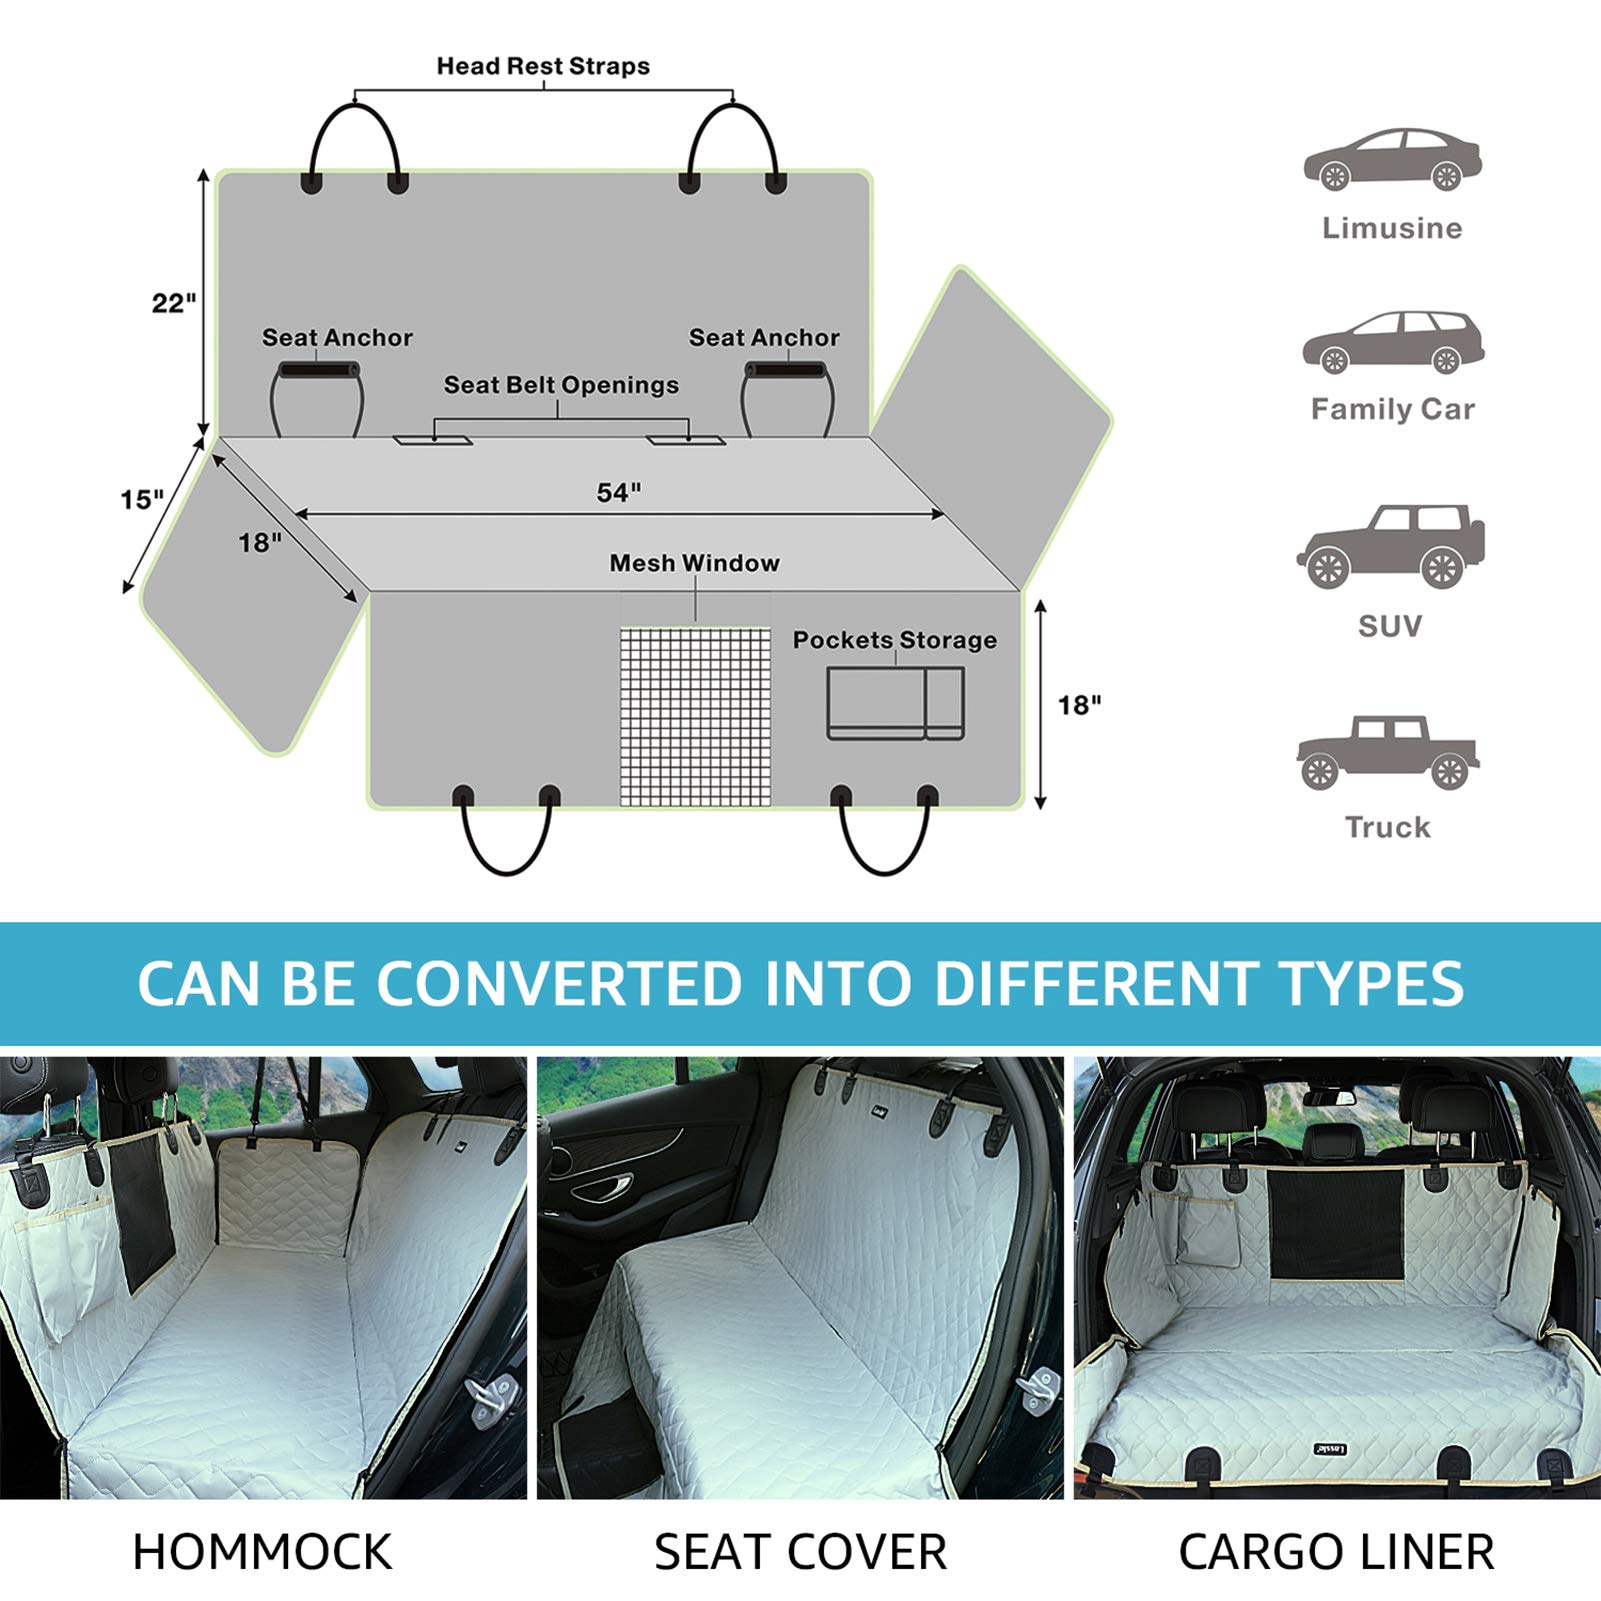 Head Rest Straps
22"
Seat Anchor
Seat Anchor
Seat Belt Openings
15"
18"
54"
Mesh Window
Pockets Storage
18"
Limusine
Family Car
SUV
Truck
CAN BE CONVERTED INTO DIFFERENT TYPES
Lassie
HOMMOCK
SEAT COVER
CARGO LINER